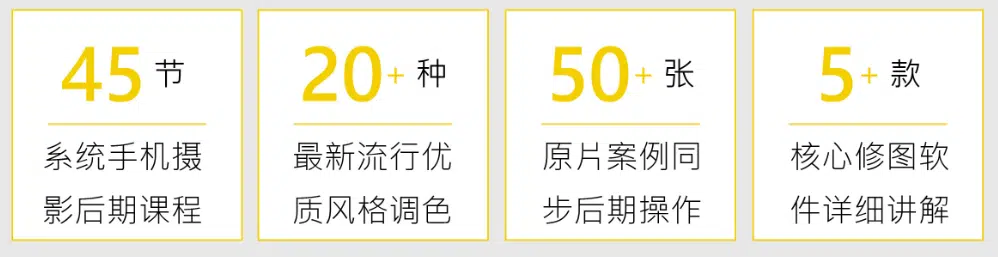 45节
系统手机摄
影后期课程
20+种
最新流行优
质风格调色
50+张
原片案例同
步后期操作
5+款
核心修图软
件详细讲解